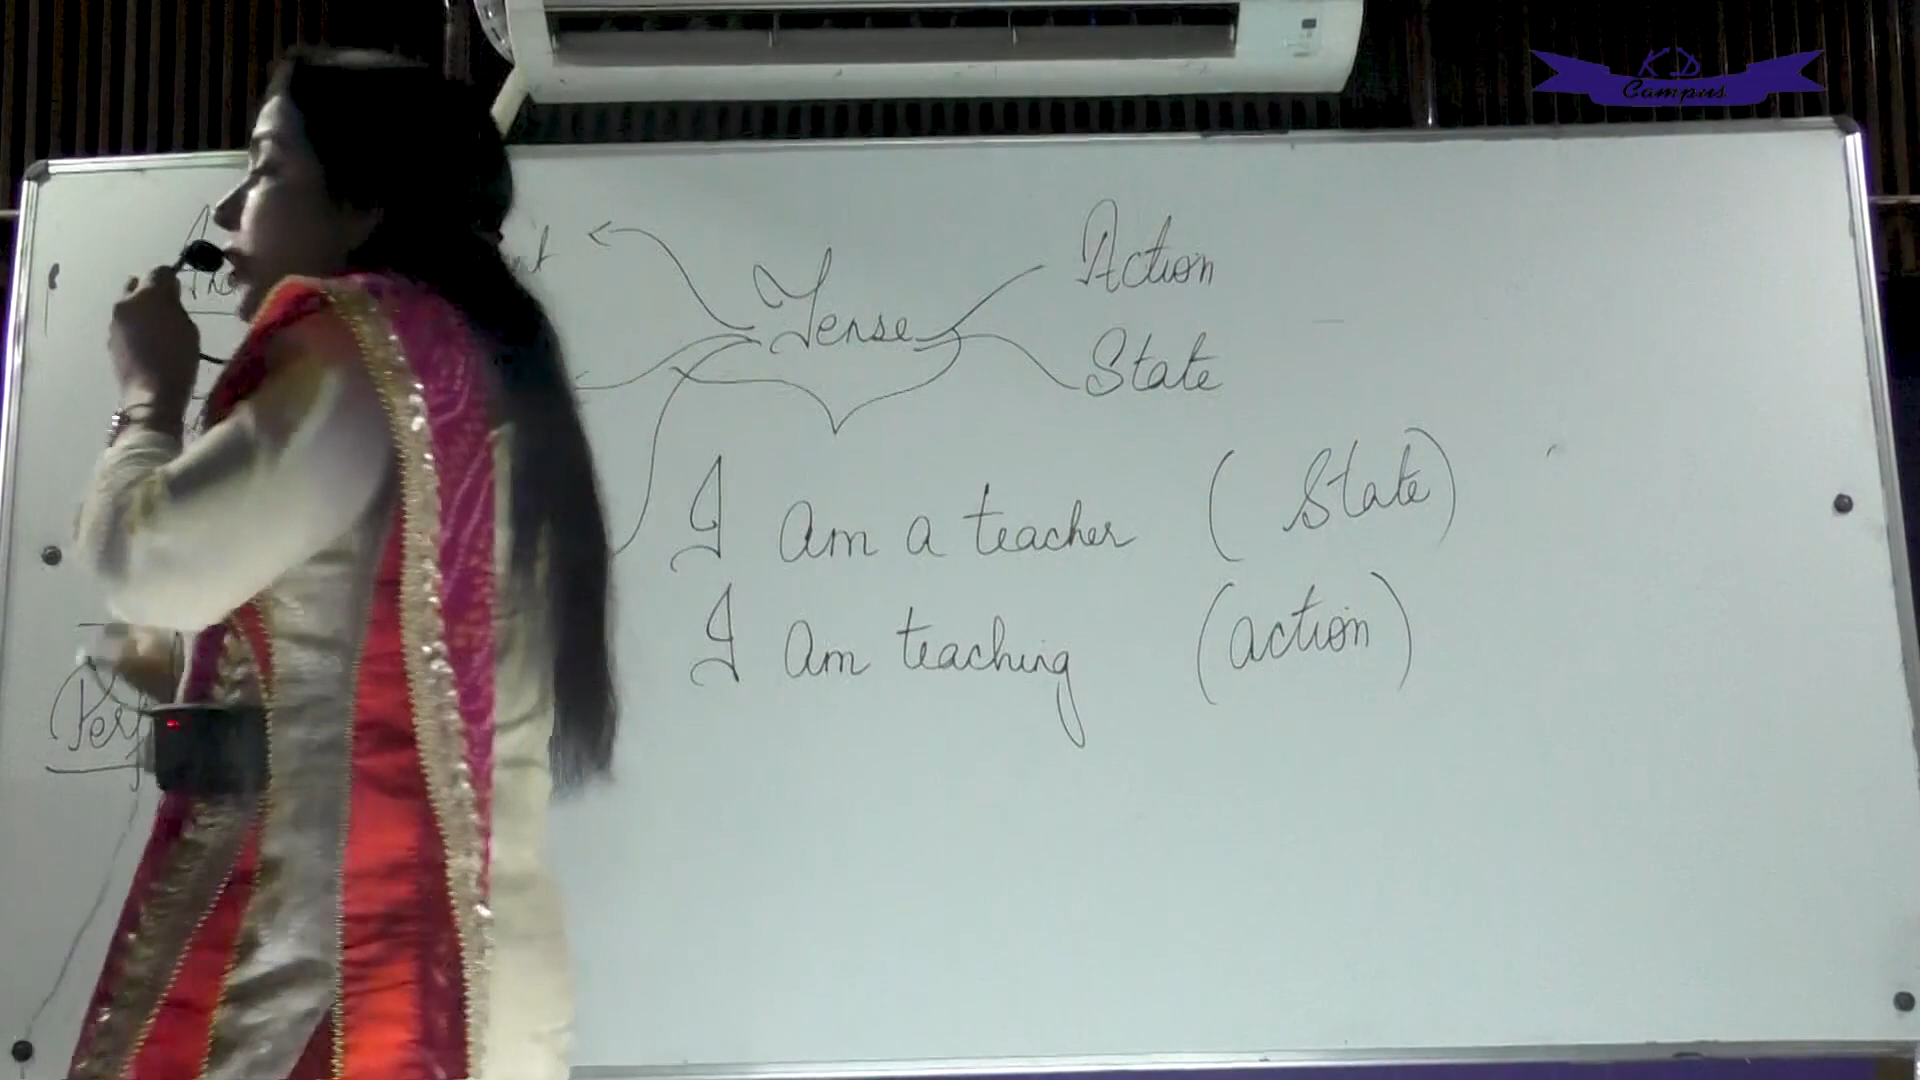 KD
Campus
Tense
Action
State
I am a teacher (State)
I am teaching (action)